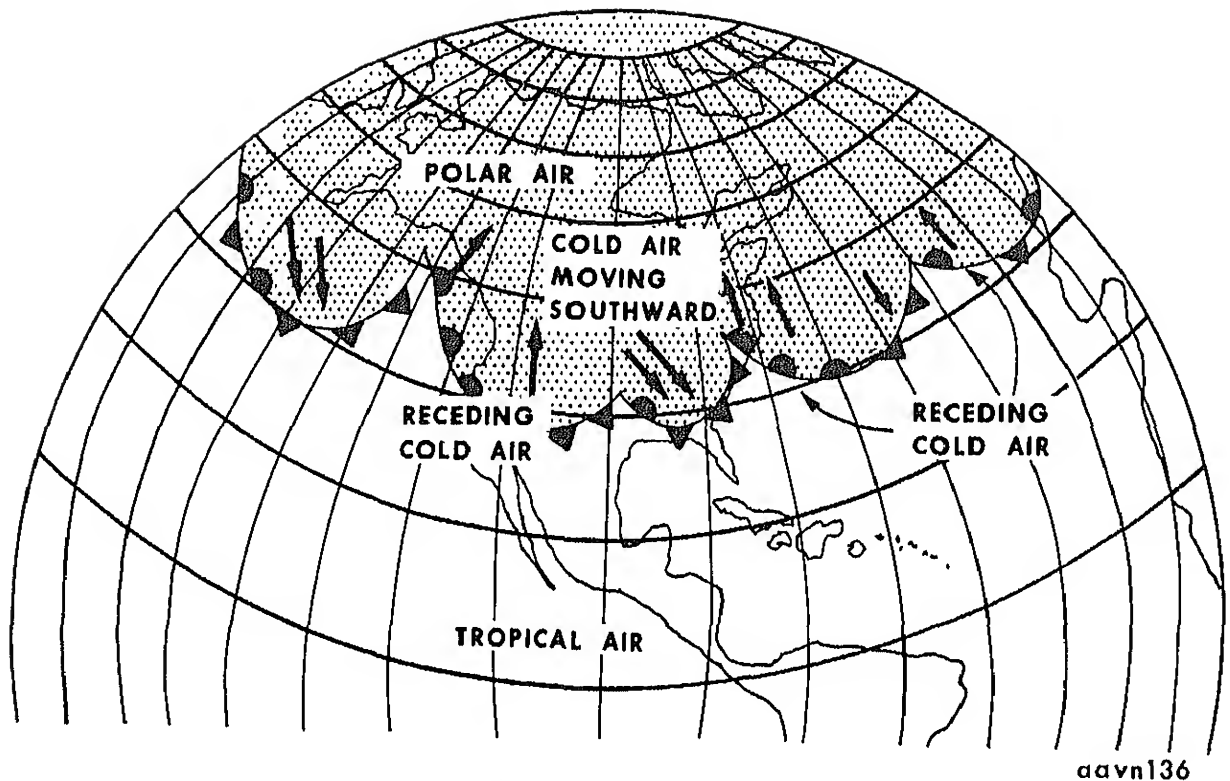 POLAR AIR
COLD AIR
MOVING
SOUTHWARD
RECEDING
COLD AIR
RECEDING
COLD AIR
TROPICAL AIR
aavn136